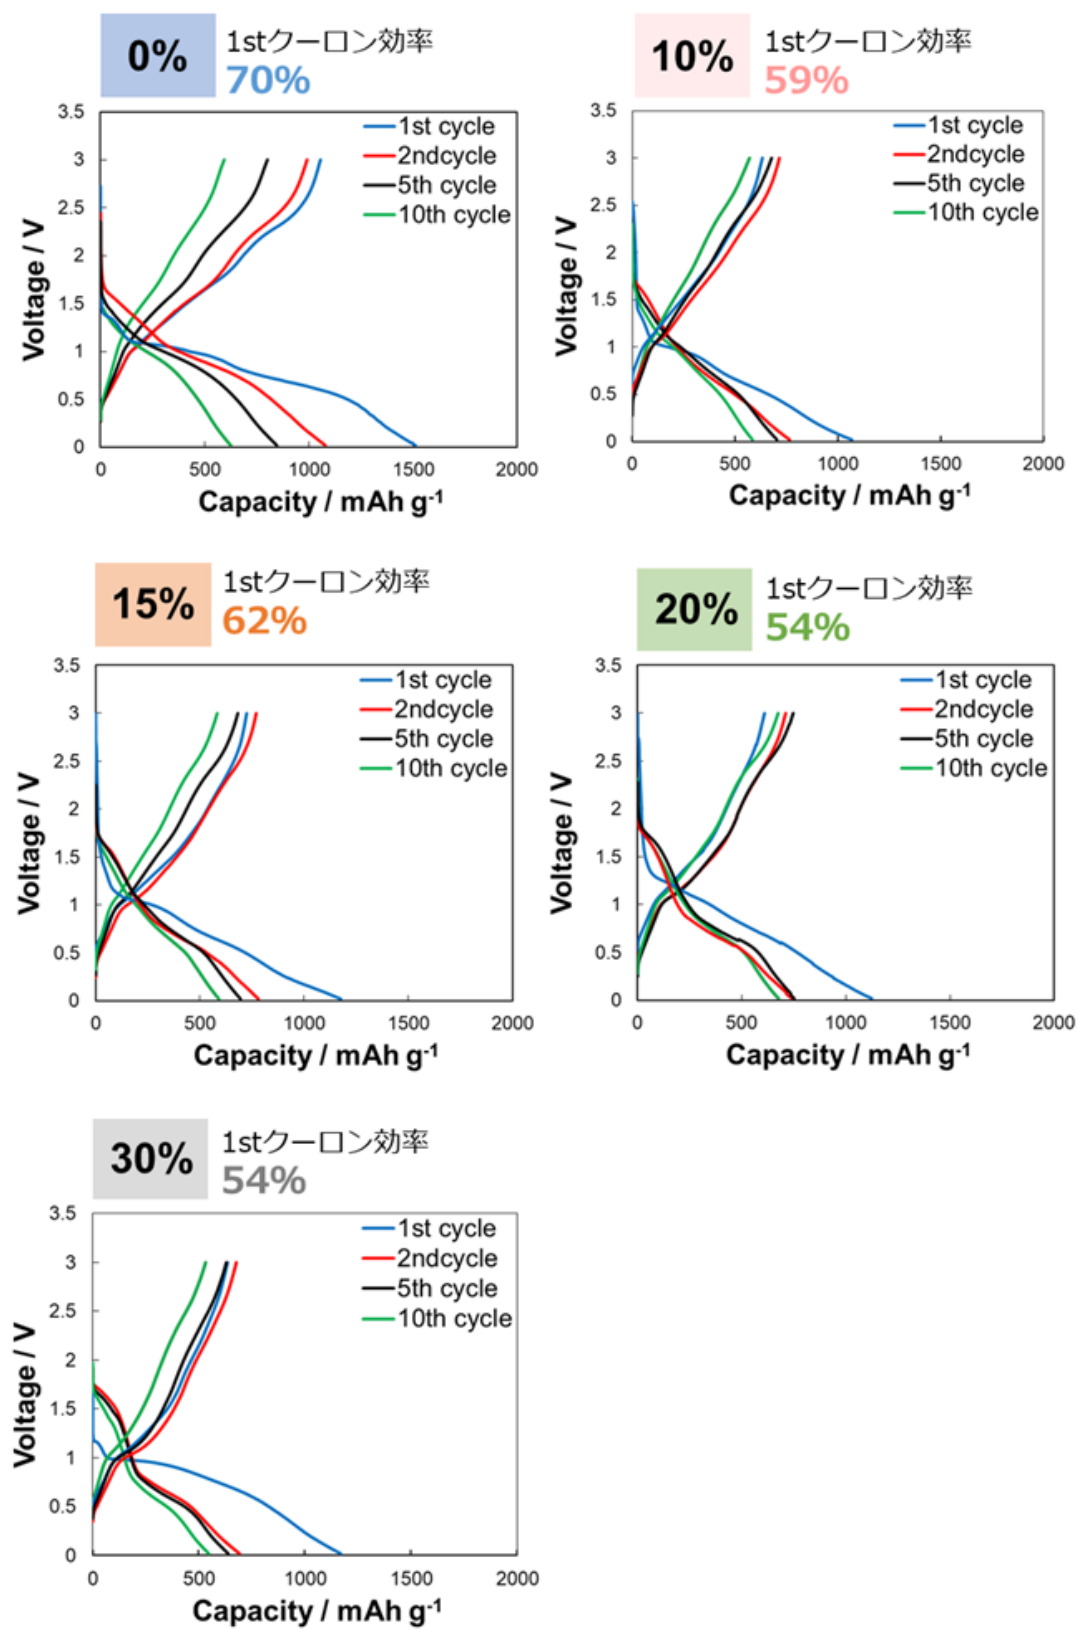 0%
1stクーロン効率
70%
3.5
3
2.5
2
1.5
1
0.5
0
Voltage / V
1st cycle
2ndcycle
5th cycle
10th cycle
0 500 1000 1500 2000
Capacity / mAh g-1
10%
1stクーロン効率
59%
3.5
3
2.5
2
1.5
1
0.5
0
Voltage / V
1st cycle
2ndcycle
5th cycle
10th cycle
0 500 1000 1500 2000
Capacity / mAh g-1
15%
1stクーロン効率
62%
3.5
3
2.5
2
1.5
1
0.5
0
Voltage / V
1st cycle
2ndcycle
5th cycle
10th cycle
0 500 1000 1500 2000
Capacity / mAh g-1
20%
1stクーロン効率
54%
3.5
3
2.5
2
1.5
1
0.5
0
Voltage / V
1st cycle
2ndcycle
5th cycle
10th cycle
0 500 1000 1500 2000
Capacity / mAh g-1
30%
1stクーロン効率
54%
3.5
3
2.5
2
1.5
1
0.5
0
Voltage / V
1st cycle
2ndcycle
5th cycle
10th cycle
0 500 1000 1500 2000
Capacity / mAh g-1